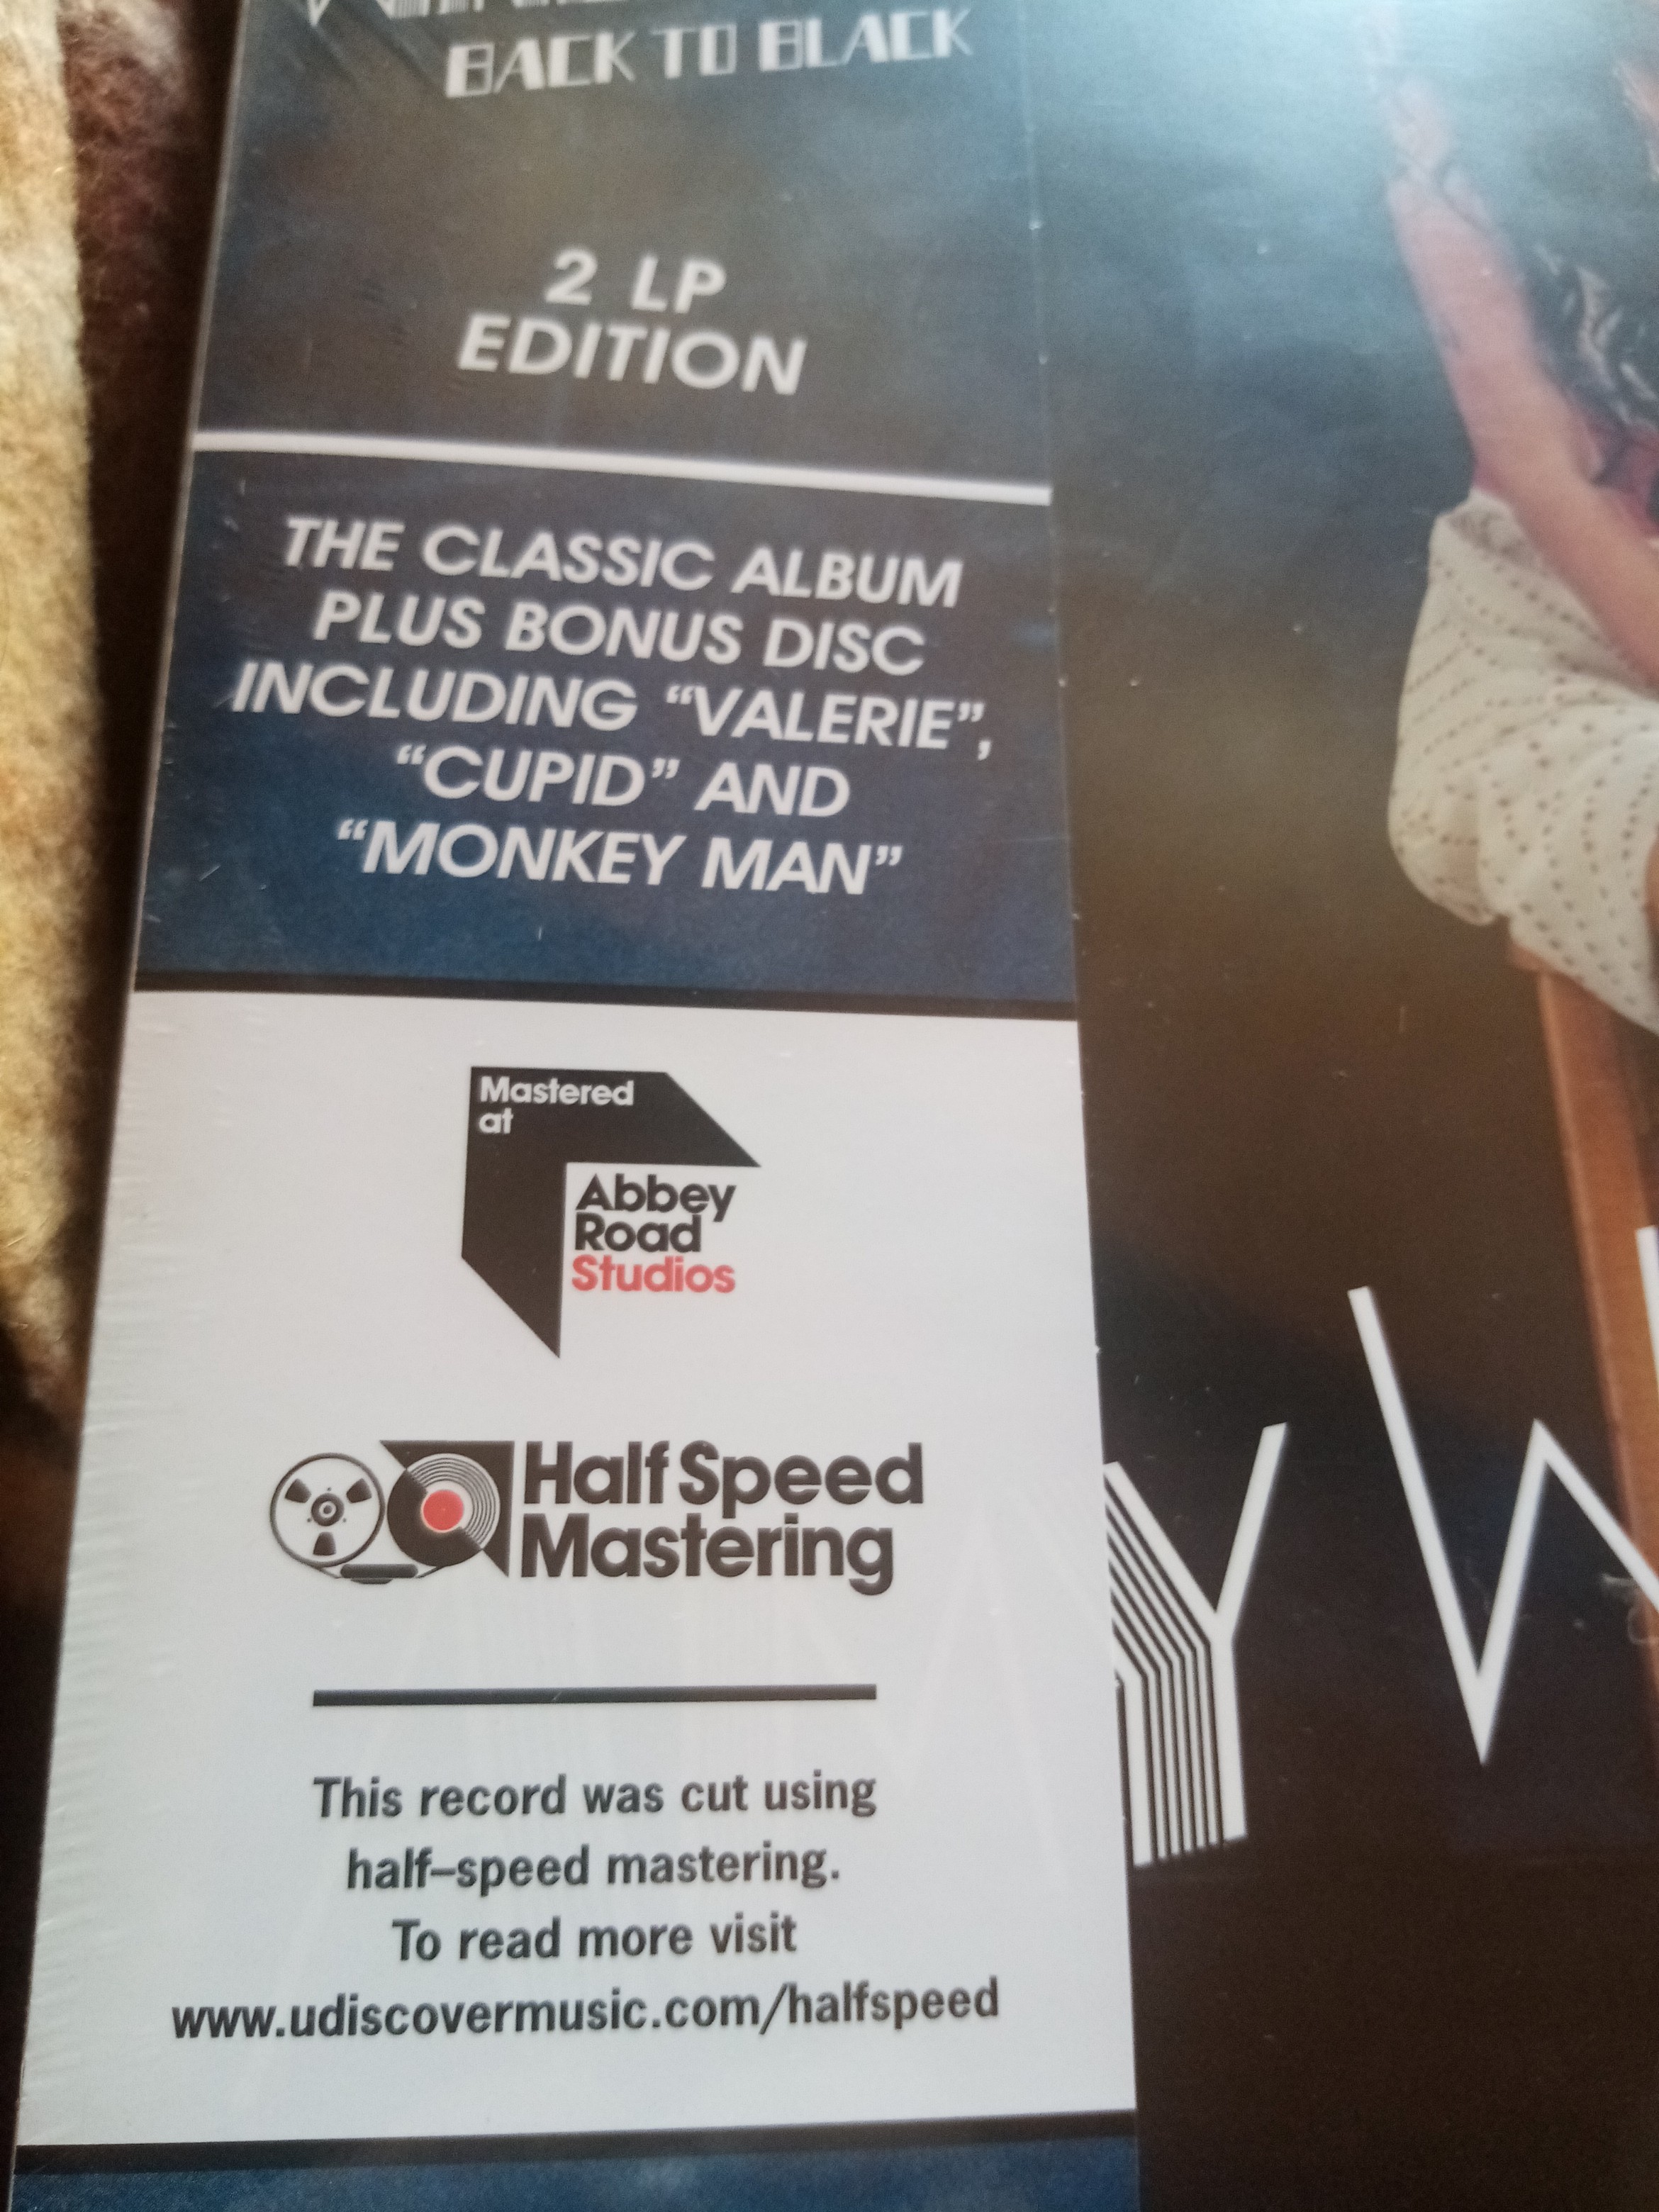 BACK TO BLACK
2 LP
EDITION
THE CLASSIC ALBUM
PLUS BONUS DISC
INCLUDING “VALERIE”,
“CUPID” AND
“MONKEY MAN”
Mastered
at
Abbey
Road
Studios
Half Speed
Mastering
This record was cut using
half–speed mastering.
To read more visit
www.udiscovermusic.com/halfspeed
Y W